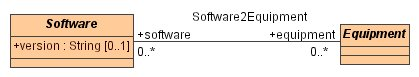 Software
+version : String [0..1]
Software2Equipment
+software
+equipment
0..*
0..*
Equipment